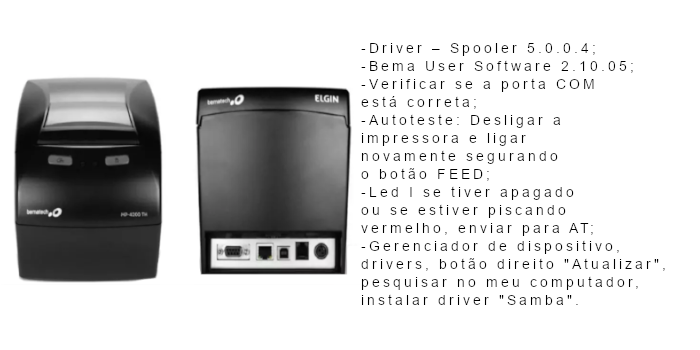 -Driver – Spooler 5.0.0.4;
-Bema User Software 2.10.05;
-Verificar se a porta COM
está correta;
-Autoteste: Desligar a
impressora e ligar
novamente segurando
o botão FEED;
-Led I se tiver apagado
ou se estiver piscando
vermelho, enviar para AT;
-Gerenciador de dispositivo,
drivers, botão direito "Atualizar",
pesquisar no meu computador,
instalar driver "Samba".
bematech
MP-4200 TH
bematech
ELGIN